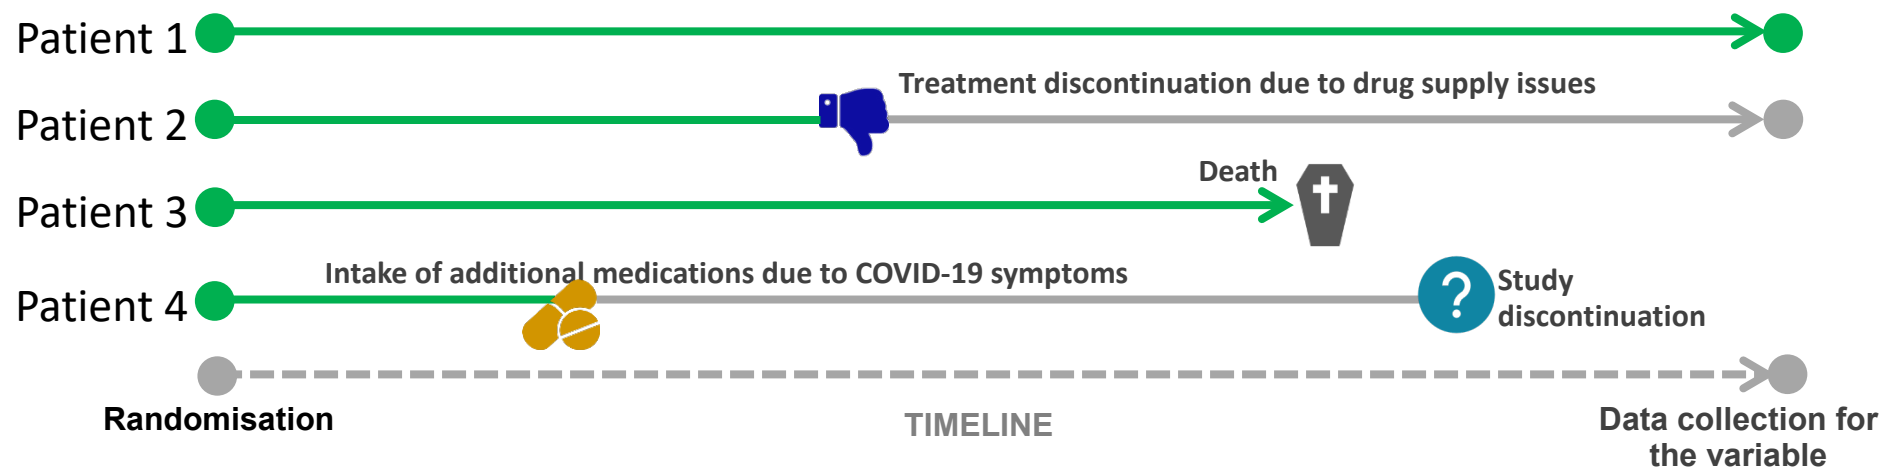 Patient 1
Treatment discontinuation due to drug supply issues
Patient 2
Death
Patient 3
Intake of additional medications due to COVID-19 symptoms
Patient 4
?
Study
discontinuation
Randomisation
TIMELINE
Data collection for
the variable